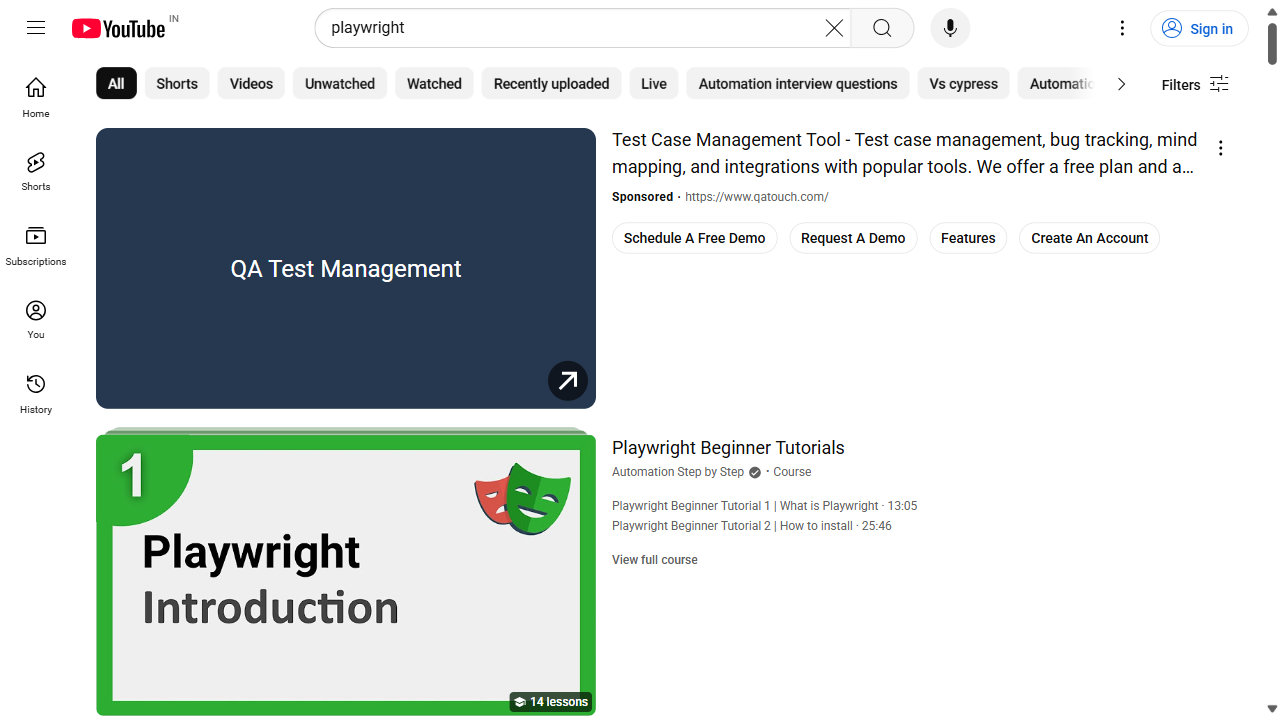 YouTube IN
playwright
Sign in
All
Shorts
Videos
Unwatched
Watched
Recently uploaded
Live
Automation interview questions
Vs cypress
Automatic
Filters
Home
Shorts
Subscriptions
You
History
QA Test Management
Test Case Management Tool - Test case management, bug tracking, mind
mapping, and integrations with popular tools. We offer a free plan and a...
Sponsored · https://www.qatouch.com/
Schedule A Free Demo
Request A Demo
Features
Create An Account
1
Playwright
Introduction
14 lessons
Playwright Beginner Tutorials
Automation Step by Step · Course
Playwright Beginner Tutorial 1 | What is Playwright · 13:05
Playwright Beginner Tutorial 2 | How to install · 25:46
View full course